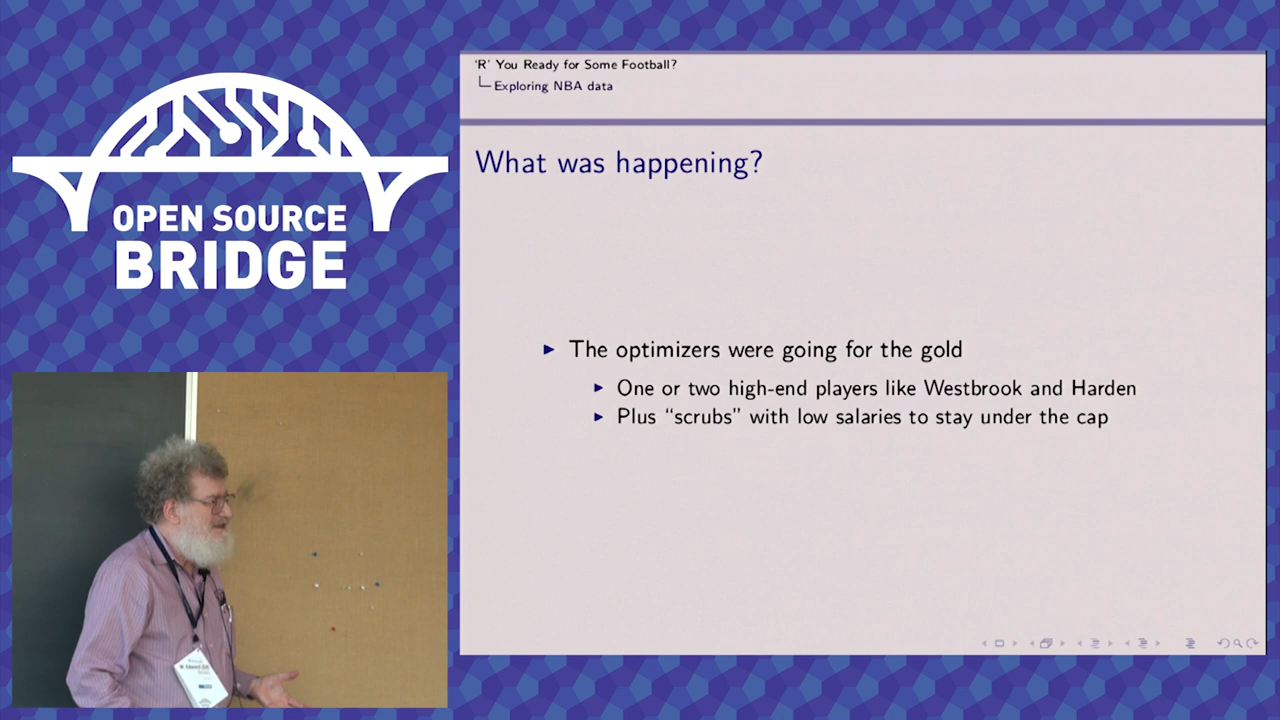 OPEN SOURCE
BRIDGE
'R' You Ready for Some Football?
Exploring NBA data
What was happening?
The optimizers were going for the gold
One or two high-end players like Westbrook and Harden
Plus “scrubs” with low salaries to stay under the cap